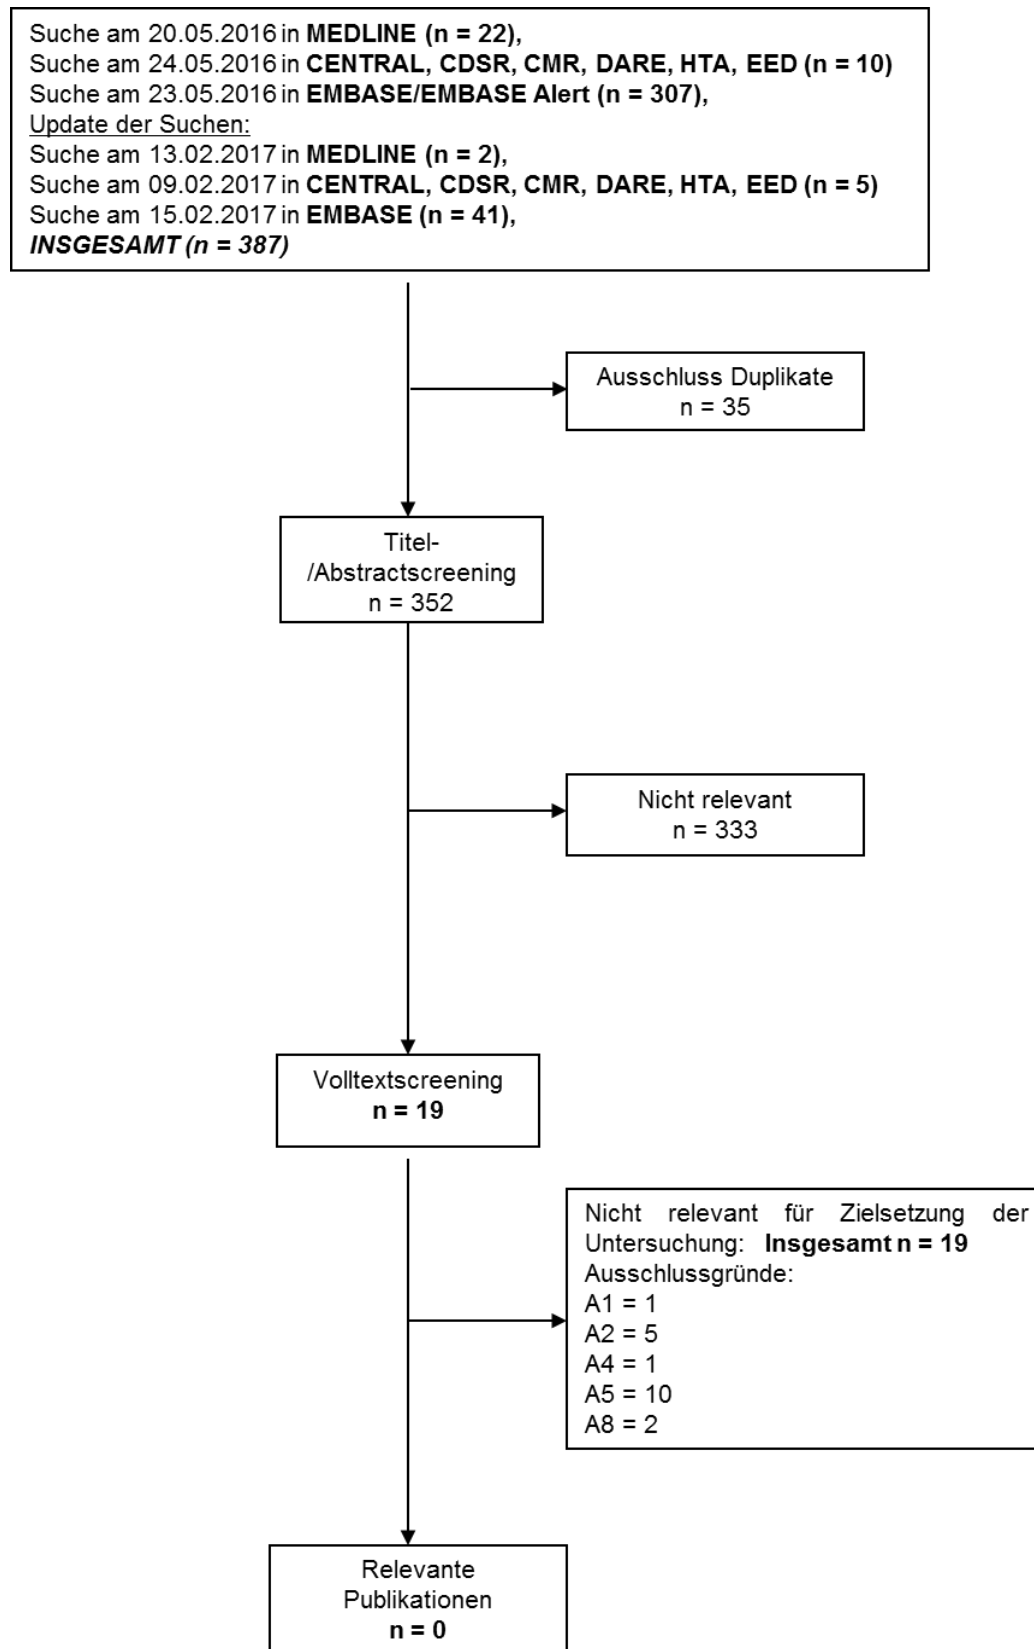 Suche am 20.05.2016 in MEDLINE (n = 22),
Suche am 24.05.2016 in CENTRAL, CDSR, CMR, DARE, HTA, EED (n = 10)
Suche am 23.05.2016 in EMBASE/EMBASE Alert (n = 307),
Update der Suchen:
Suche am 13.02.2017 in MEDLINE (n = 2),
Suche am 09.02.2017 in CENTRAL, CDSR, CMR, DARE, HTA, EED (n = 5)
Suche am 15.02.2017 in EMBASE (n = 41),
INSGESAMT (n = 387)
Ausschluss Duplikate
n = 35
Titel-
/Abstractscreening
n = 352
Nicht relevant
n = 333
Volltextscreening
n = 19
Nicht relevant für Zielsetzung der
Untersuchung: Insgesamt n = 19
Ausschlussgründe:
A1 = 1
A2 = 5
A4 = 1
A5 = 10
A8 = 2
Relevante
Publikationen
n = 0